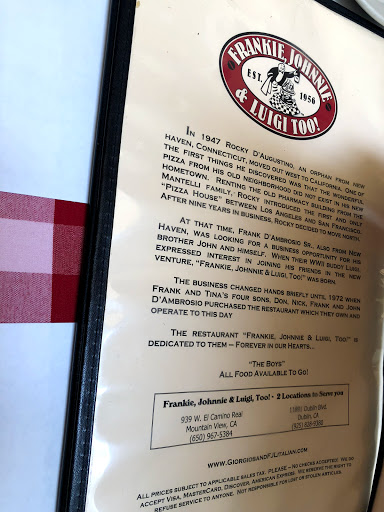 FRANKIE, JOHNNIE
EST. 1956
& LUIGI TOO!
IN 1947 ROCKY D'AUGUSTINO, AN ORPHAN FROM NEW
HAVEN, CONNECTICUT, MOVED OUT WEST TO CALIFORNIA. ONE OF
THE FIRST THINGS HE DISCOVERED WAS THAT THE WONDERFUL
PIZZA FROM HIS OLD NEIGHBORHOOD DID NOT EXIST IN HIS NEW
HOMETOWN. RENTING THE OLD PHARMACY BUILDING FROM THE
MANTELLI FAMILY, ROCKY INTRODUCED THE FIRST AND ONLY
"PIZZA HOUSE" BETWEEN LOS ANGELES AND SAN FRANCISCO.
AFTER NINE YEARS IN BUSINESS, ROCKY DECIDED TO MOVE NORTH.
AT THAT TIME, FRANK D'AMBROSIO SR., ALSO FROM NEW
HAVEN, WAS LOOKING FOR A BUSINESS OPPORTUNITY FOR HIS
BROTHER JOHN AND HIMSELF. WHEN THEIR WWII BUDDY LUIGI,
EXPRESSED INTEREST IN JOINING HIS FRIENDS IN THE NEW
VENTURE, "FRANKIE, JOHNNIE & LUIGI, TOO!" WAS BORN.
THE BUSINESS CHANGED HANDS BRIEFLY UNTIL 1972 WHEN
FRANK AND TINA'S FOUR SONS, DON, NICK, FRANK AND JOHN
D'AMBROSIO PURCHASED THE RESTAURANT WHICH THEY OWN AND
OPERATE TO THIS DAY
THE RESTAURANT "FRANKIE, JOHNNIE & LUIGI, TOO!" IS
DEDICATED TO THEM – FOREVER IN OUR HEARTS...
"THE BOYS"
ALL FOOD AVAILABLE TO GO!
Frankie, Johnnie & Luigi, Too! • 2 Locations to Serve you
939 W. El Camino Real 11891 Dublin Blvd.
Mountain View, CA Dublin, CA
(650) 967-5384 (925)
WWW.GIORGIOSANDFJLITALIAN.COM
ALL PRICES SUBJECT TO APPLICABLE SALES TAX. PLEASE – NO CHECKS ACCEPTED. WE DO
ACCEPT VISA, MASTERCARD, DISCOVER, AMERICAN EXPRESS. WE RESERVE THE RIGHT TO
REFUSE SERVICE TO ANYONE. NOT RESPONSIBLE FOR LOST OR STOLEN ARTICLES.